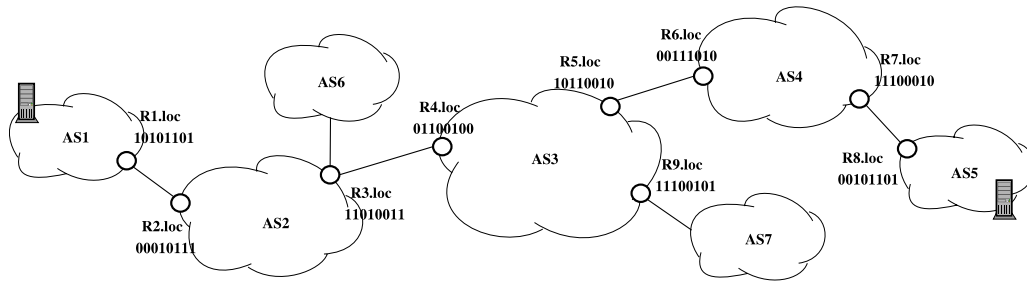 AS1
R1.loc
10101101
R2.loc
00010111
AS2
AS6
R3.loc
11010011
R4.loc
01100100
AS3
R5.loc
10110010
R6.loc
00111010
AS4
R7.loc
11100010
R8.loc
00101101
AS5
R9.loc
11100101
AS7